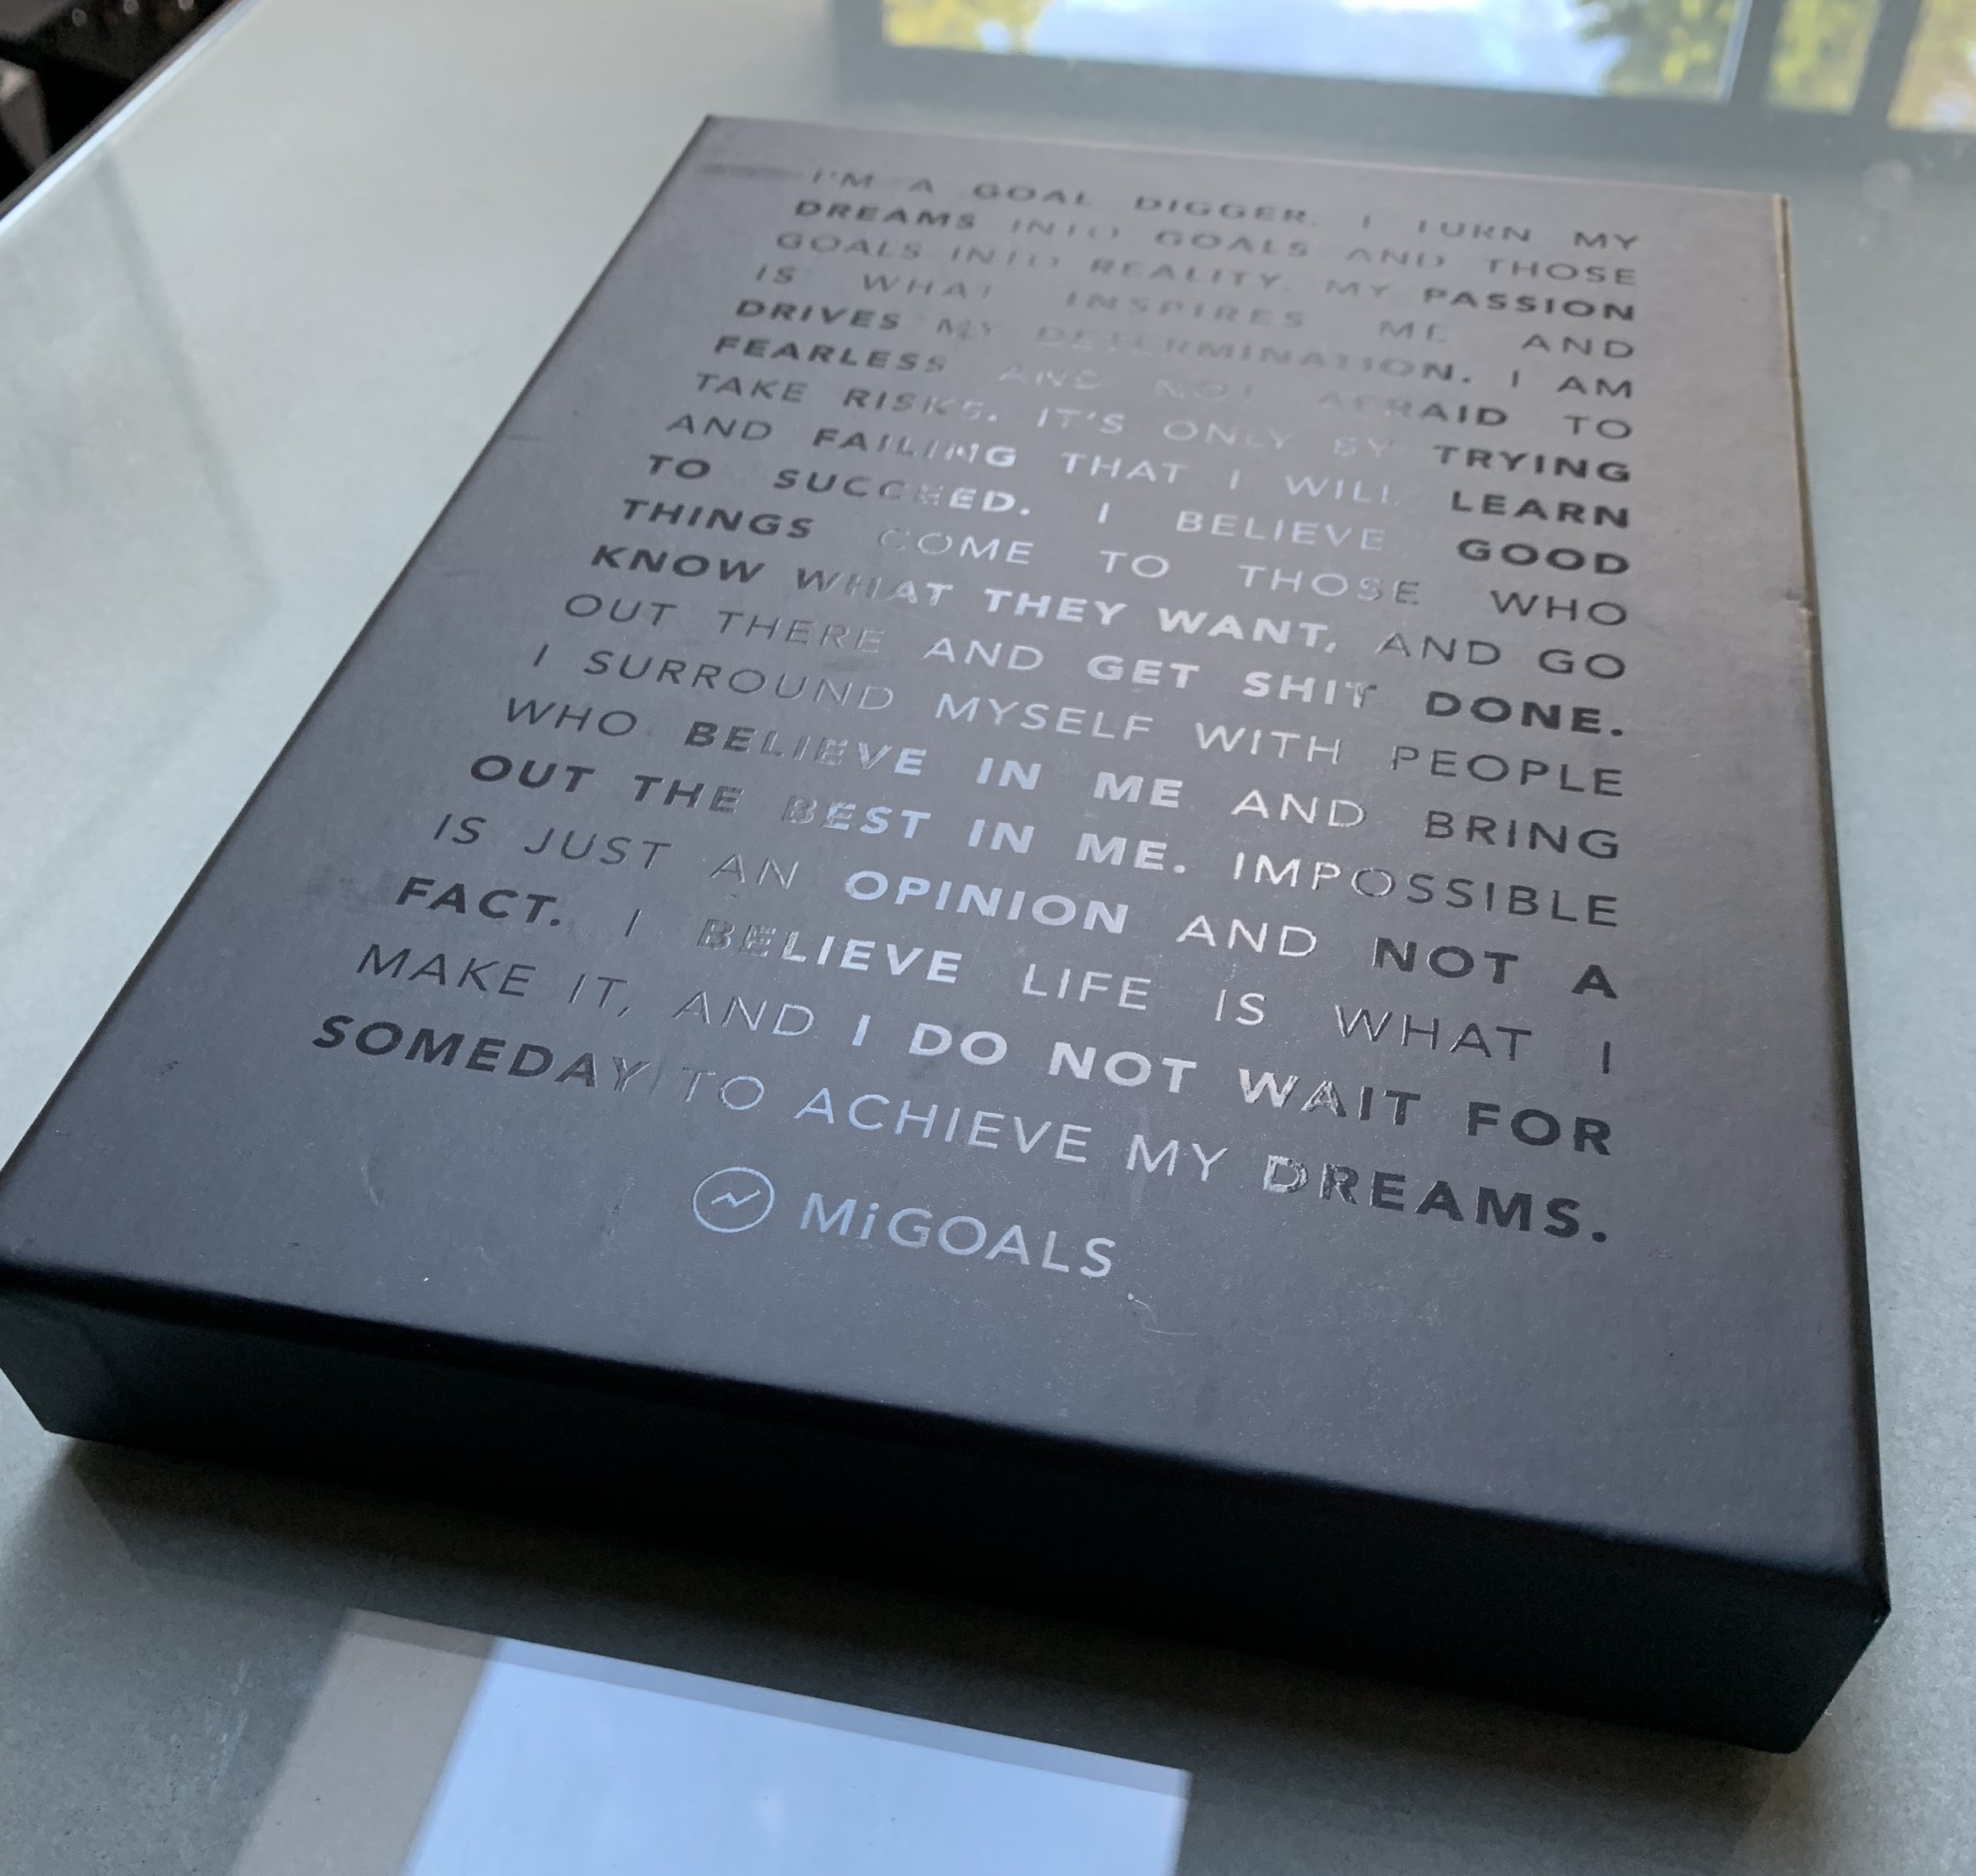 I'M A GOAL DIGGER. I TURN MY
DREAMS INTO GOALS AND THOSE
GOALS INTO REALITY. MY PASSION
IS WHAT INSPIRES ME AND
DRIVES MY DETERMINATION. I AM
FEARLESS AND NOT AFRAID TO
TAKE RISKS. IT'S ONLY BY TRYING
AND FAILING THAT I WILL LEARN
TO SUCCEED. I BELIEVE GOOD
THINGS COME TO THOSE WHO
KNOW WHAT THEY WANT, AND GO
OUT THERE AND GET SHIT DONE.
I SURROUND MYSELF WITH PEOPLE
WHO BELIEVE IN ME AND BRING
OUT THE BEST IN ME. IMPOSSIBLE
IS JUST AN OPINION AND NOT A
FACT. I BELIEVE LIFE IS WHAT I
MAKE IT, AND I DO NOT WAIT FOR
SOMEDAY TO ACHIEVE MY DREAMS.
MiGOALS